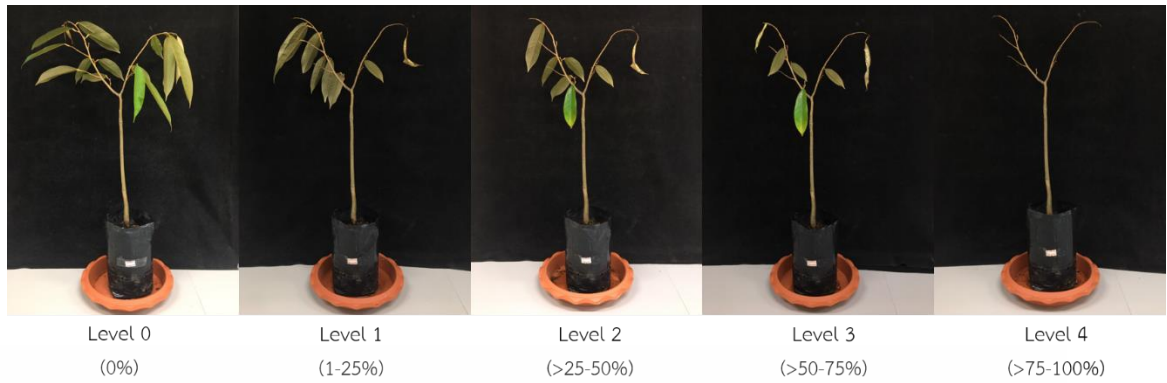 Level 0
(0%)
Level 1
(1-25%)
Level 2
(>25-50%)
Level 3
(>50-75%)
Level 4
(>75-100%)